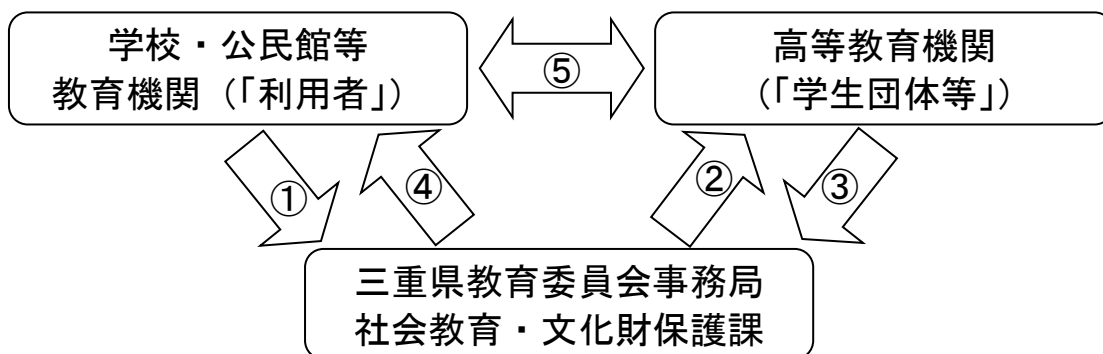 学校・公民館等
教育機関（「利用者」）
高等教育機関
（「学生団体等」）
⑤
①
④
②
③
三重県教育委員会事務局
社会教育・文化財保護課